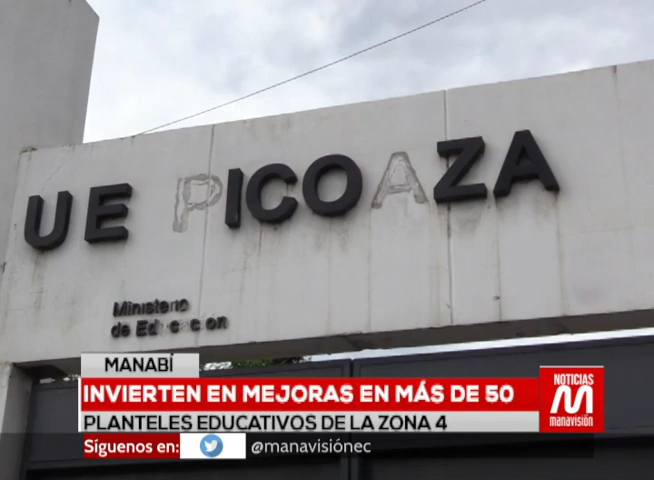 UE PICOAZA
Ministerio
de Educación
MANABÍ
INVIERTEN EN MEJORAS EN MÁS DE 50
PLANTELES EDUCATIVOS DE LA ZONA 4
Síguenos en: @manavisiónec
NOTICIAS
M
manavisión